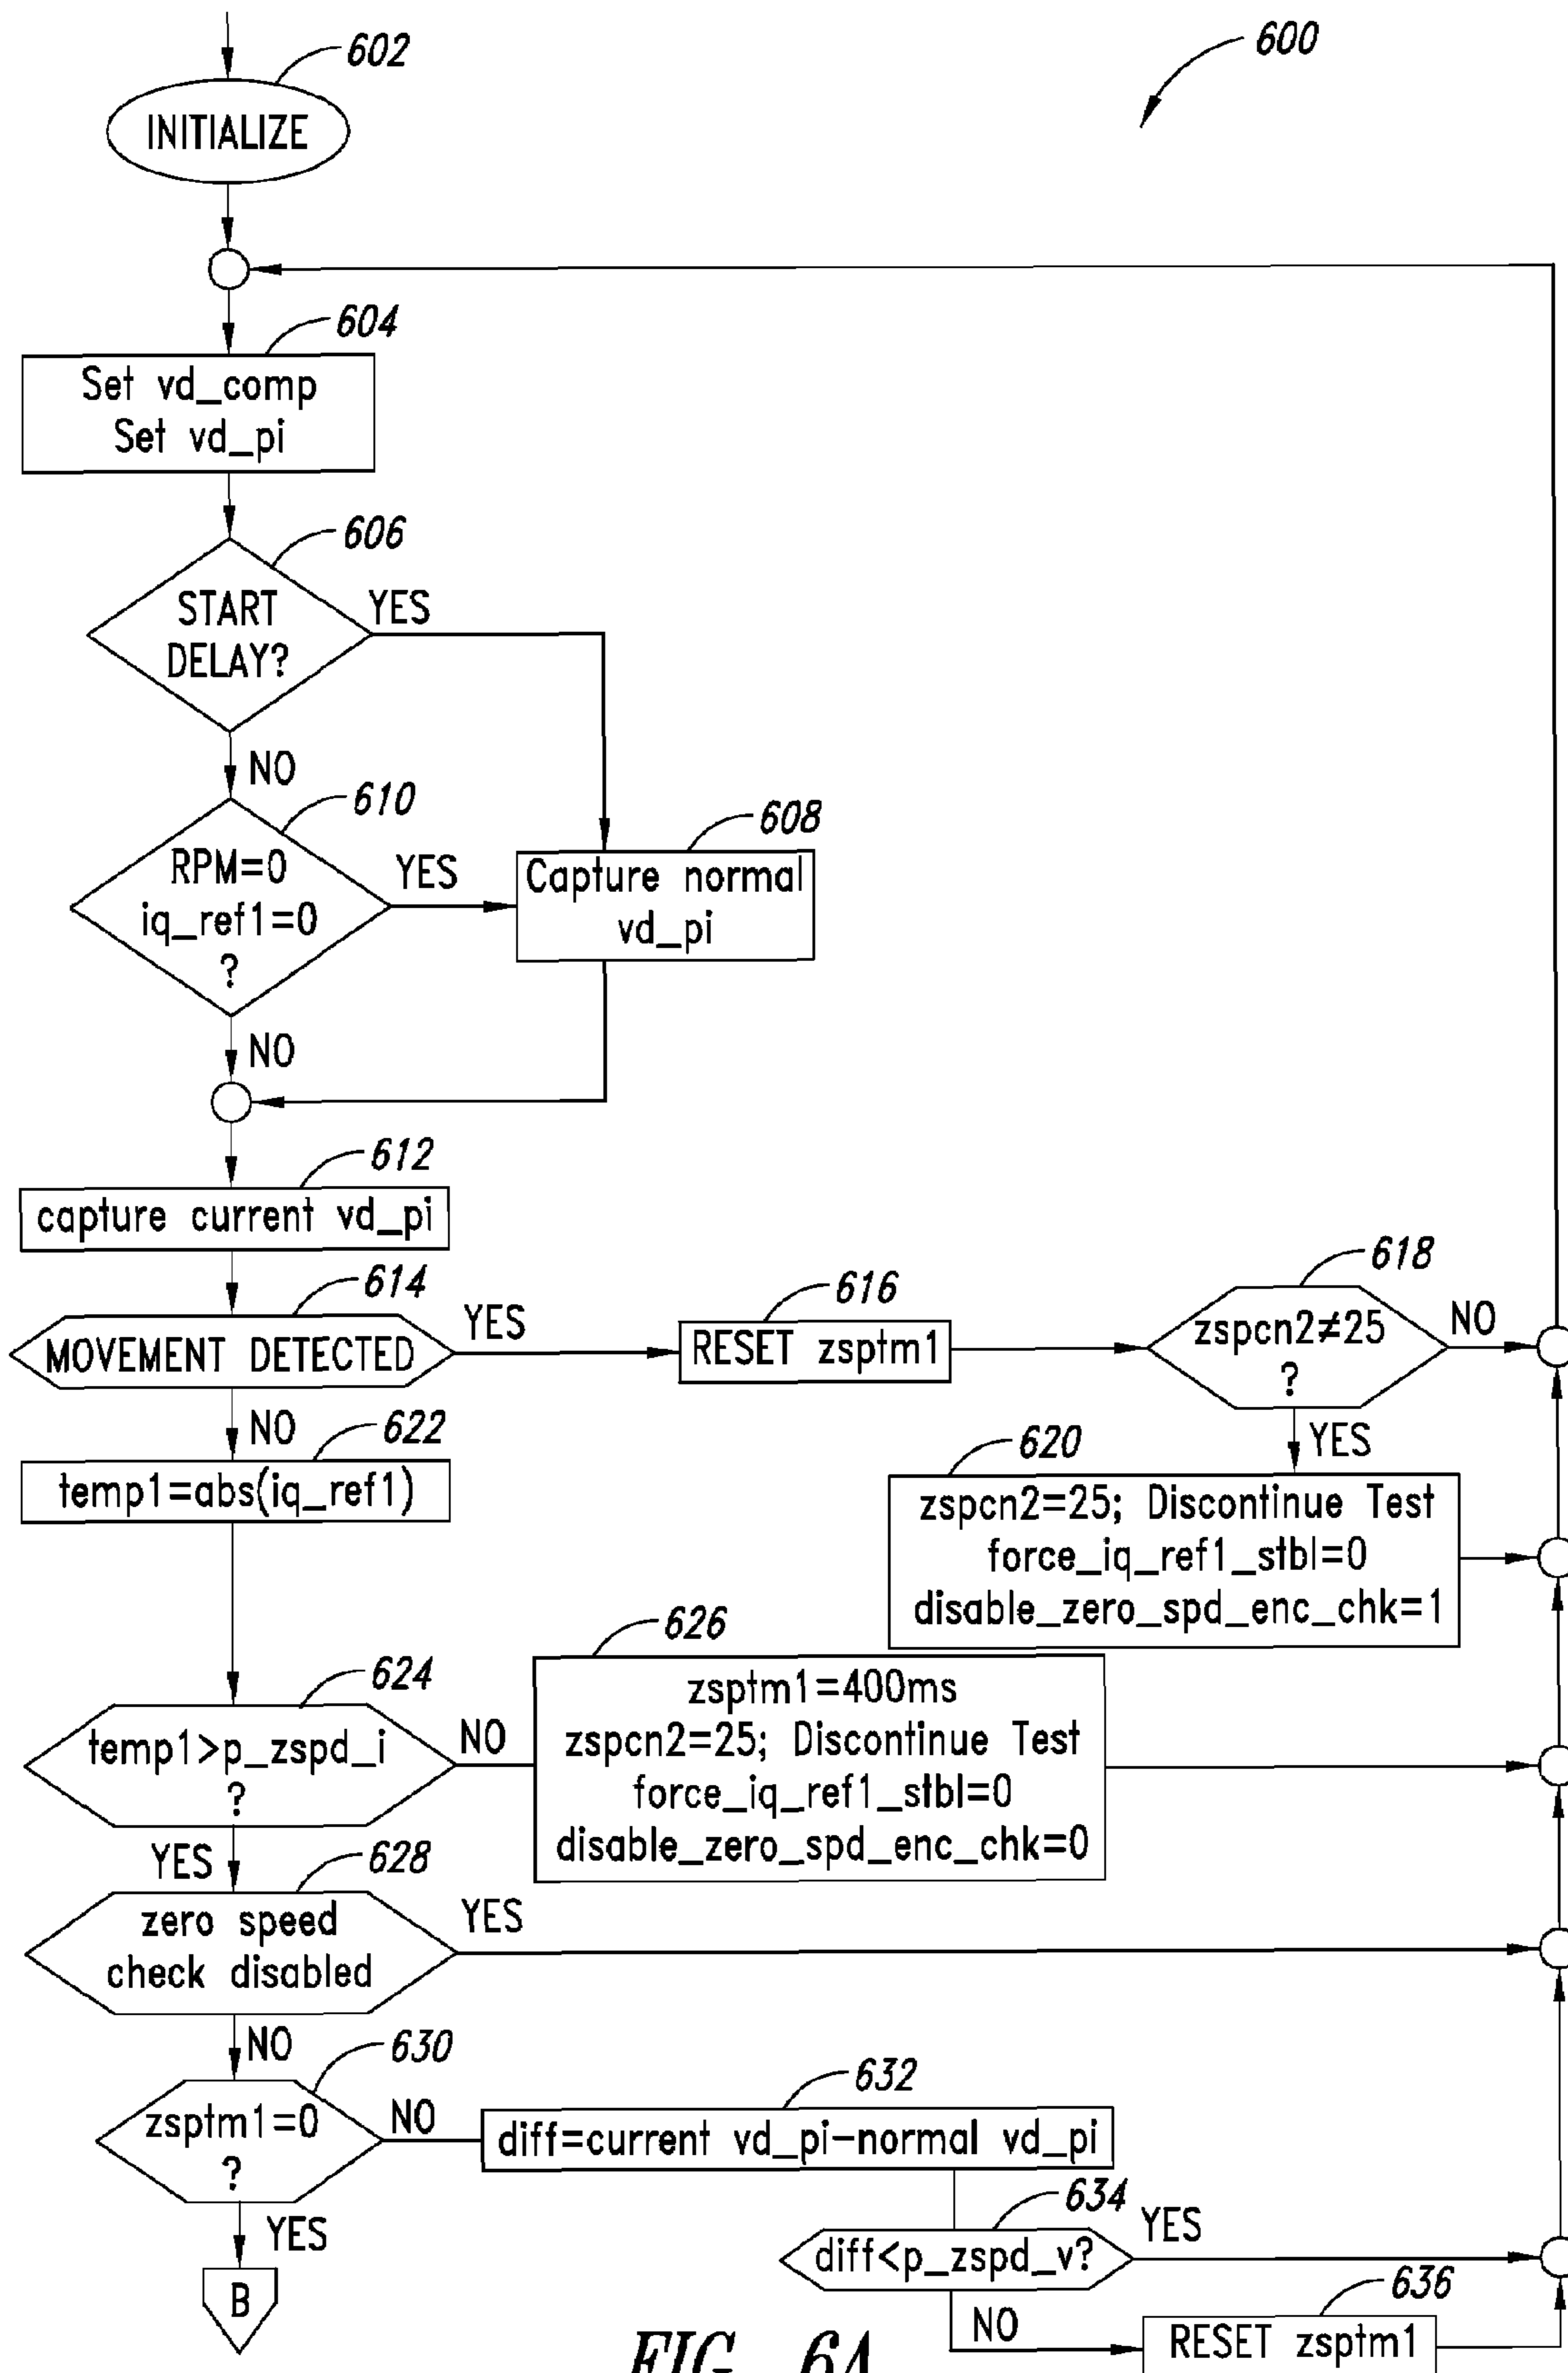 600
602
INITIALIZE
604
Set vd_comp
Set vd_pi
606
START
DELAY?
YES
NO
610
RPM=0
iq_ref1=0
?
YES
608
Capture normal
vd_pi
NO
612
capture current vd_pi
614
MOVEMENT DETECTED
YES
616
RESET zsptm1
618
zspcn2≠25
?
NO
YES
620
zspcn2=25; Discontinue Test
force_iq_ref1_stbl=0
disable_zero_spd_enc_chk=1
NO
622
temp1=abs(iq_ref1)
624
temp1>p_zspd_i
?
NO
626
zsptm1=400ms
zspcn2=25; Discontinue Test
force_iq_ref1_stbl=0
disable_zero_spd_enc_chk=0
YES
628
zero speed
check disabled
YES
NO
630
zsptm1=0
?
NO
632
diff=current vd_pi-normal vd_pi
634
diff<p_zspd_v?
YES
YES
B
NO
636
RESET zsptm1
FIG. 6A